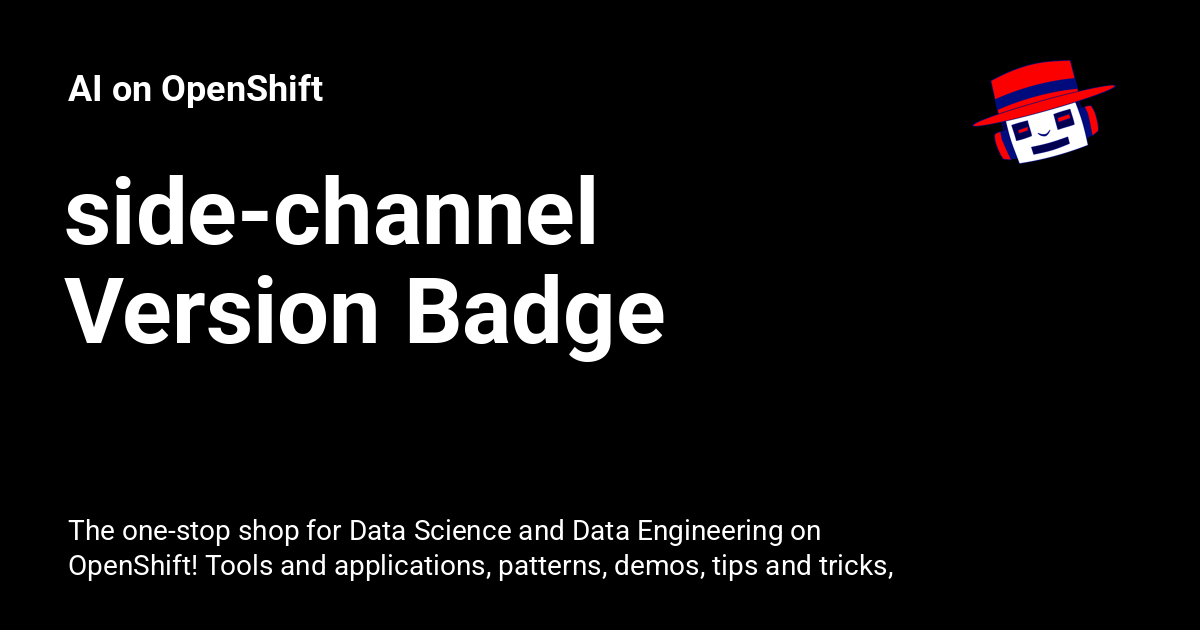 AI on OpenShift
side-channel
Version Badge
The one-stop shop for Data Science and Data Engineering on
OpenShift! Tools and applications, patterns, demos, tips and tricks,